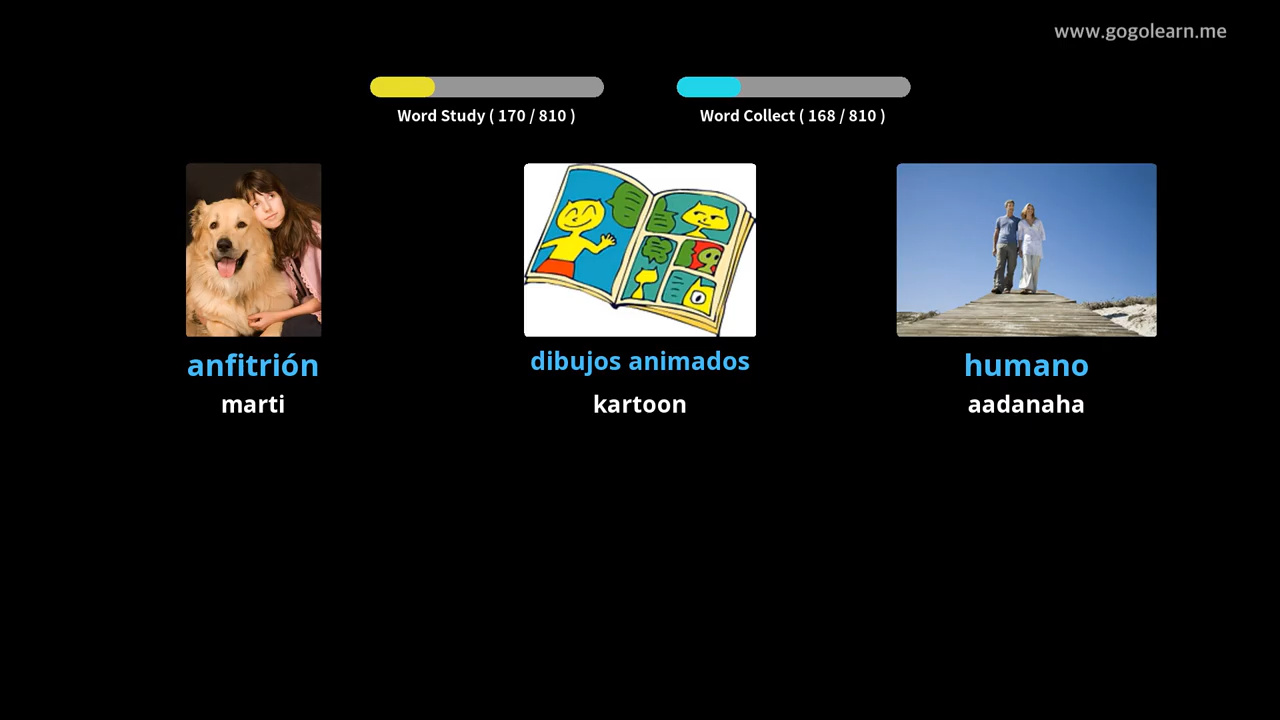 www.gogolearn.me
Word Study ( 170 / 810 )
Word Collect ( 168 / 810 )
anfitrión
dibujos animados
humano
marti
kartoon
aadanaha